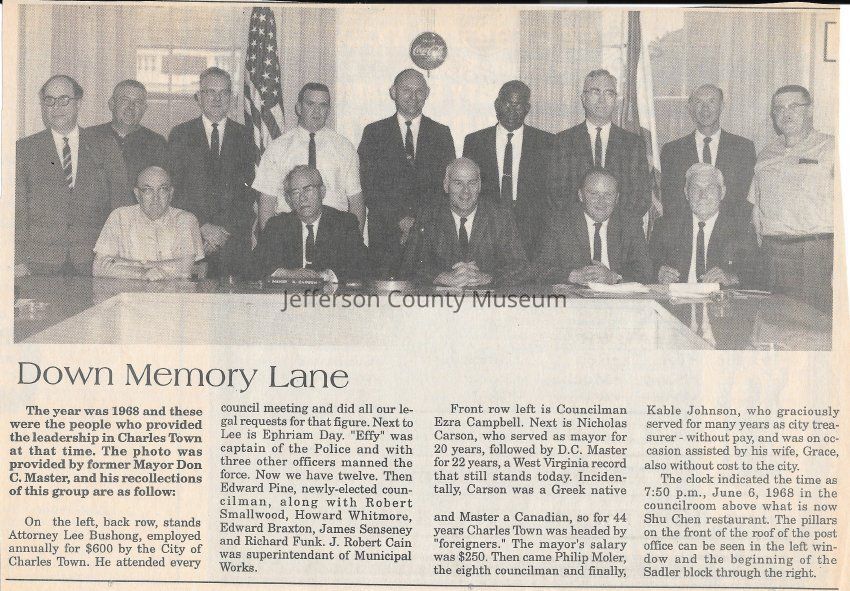 Coca-Cola
Jefferson County Museum
Down Memory Lane
The year was 1968 and these
were the people who provided
the leadership in Charles Town
at that time. The photo was
provided by former Mayor Don
C. Master, and his recollections
of this group are as follow:
On the left, back row, stands
Attorney Lee Bushong, employed
annually for $600 by the City of
Charles Town. He attended every
council meeting and did all our le-
gal requests for that figure. Next to
Lee is Ephriam Day. "Effy" was
captain of the Police and with
three other officers manned the
force. Now we have twelve. Then
Edward Pine, newly-elected coun-
cilman, along with Robert
Smallwood, Howard Whitmore,
Edward Braxton, James Senseney
and Richard Funk. J. Robert Cain
was superintendant of Municipal
Works.
Front row left is Councilman
Ezra Campbell. Next is Nicholas
Carson, who served as mayor for
20 years, followed by D.C. Master
for 22 years, a West Virginia record
that still stands today. Inciden-
tally, Carson was a Greek native
and Master a Canadian, so for 44
years Charles Town was headed by
"foreigners." The mayor's salary
was $250. Then came Philip Moler,
the eighth councilman and finally,
Kable Johnson, who graciously
served for many years as city trea-
surer - without pay, and was on oc-
casion assisted by his wife, Grace,
also without cost to the city.
The clock indicated the time as
7:50 p.m., June 6, 1968 in the
councilroom above what is now
Shu Chen restaurant. The pillars
on the front of the roof of the post
office can be seen in the left win-
dow and the beginning of the
Sadler block through the right.